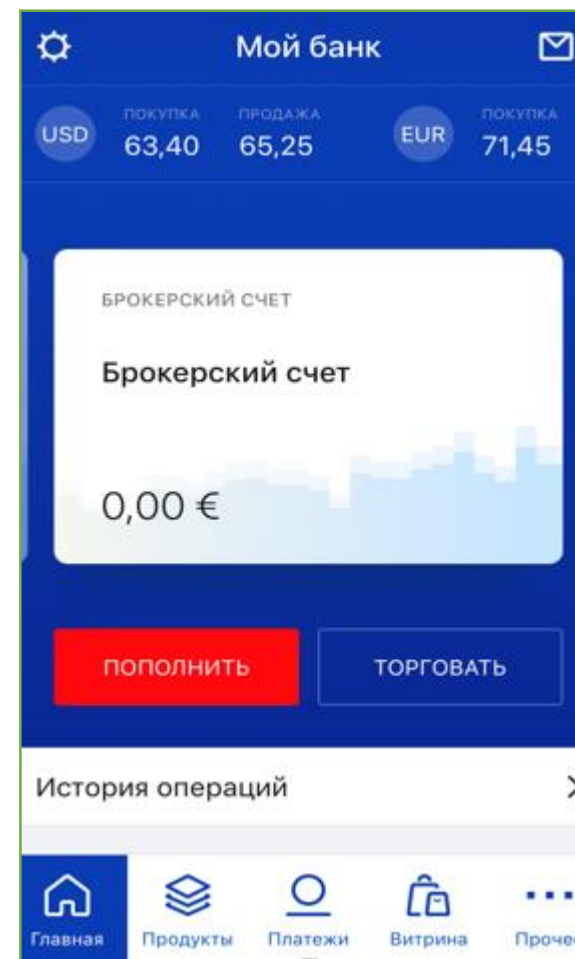 Мой банк
USD ПОКУПКА ПРОДАЖА EUR ПОКУПКА
63,40 65,25 71,45
БРОКЕРСКИЙ СЧЕТ
Брокерский счет
0,00 €
ПОПОЛНИТЬ ТОРГОВАТЬ
История операций
Главная Продукты Платежи Витрина Прочее